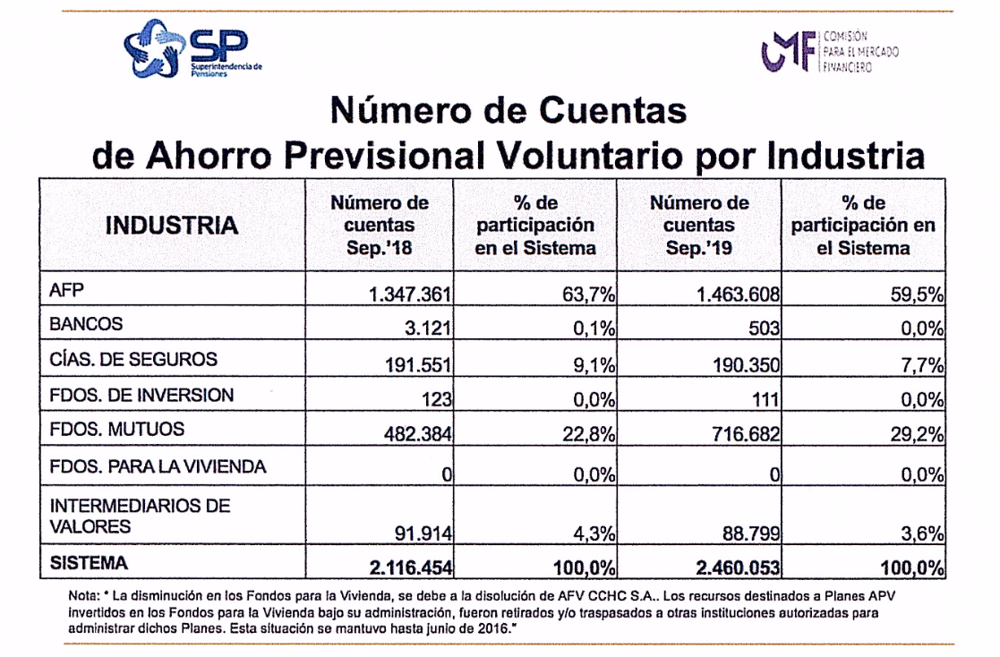 SP
Superintendencia de
Pensiones
CMF
COMISIÓN
PARA EL MERCADO
FINANCIERO
Número de Cuentas
de Ahorro Previsional Voluntario por Industria
INDUSTRIA Número de cuentas Sep.'18 % de participación en el Sistema Número de cuentas Sep.'19 % de participación en el Sistema
AFP 1.347.361 63,7% 1.463.608 59,5%
BANCOS 3.121 0,1% 503 0,0%
CÍAS. DE SEGUROS 191.551 9,1% 190.350 7,7%
FDOS. DE INVERSION 123 0,0% 111 0,0%
FDOS. MUTUOS 482.384 22,8% 716.682 29,2%
FDOS. PARA LA VIVIENDA 0 0,0% 0 0,0%
INTERMEDIARIOS DE
VALORES 91.914 4,3% 88.799 3,6%
SISTEMA 2.116.454 100,0% 2.460.053 100,0%
Nota: " La disminución en los Fondos para la Vivienda, se debe a la disolución de AFV CCHC S.A.. Los recursos destinados a Planes APV
invertidos en los Fondos para la Vivienda bajo su administración, fueron retirados y/o traspasados a otras instituciones autorizadas para
administrar dichos Planes. Esta situación se mantuvo hasta junio de 2016."